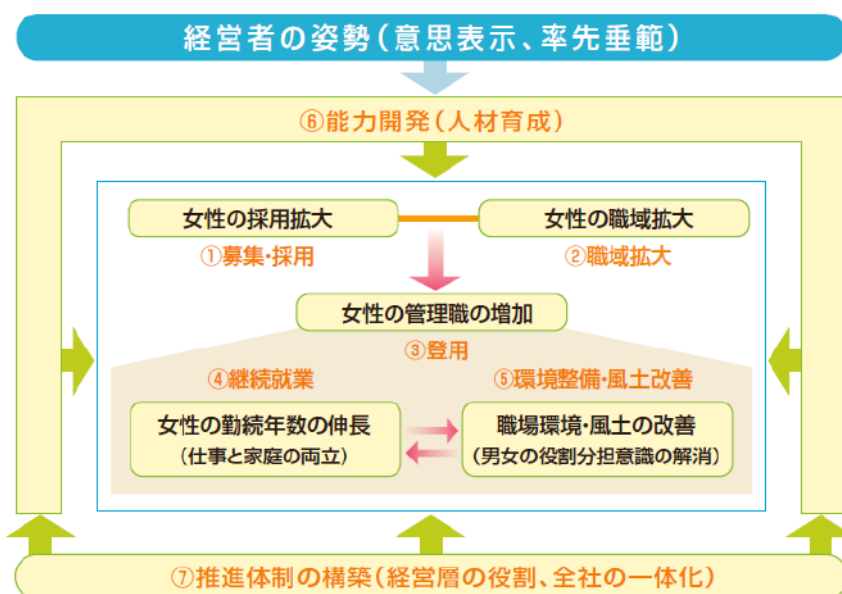 経営者の姿勢（意思表示、率先垂範）
⑥能力開発（人材育成）
女性の採用拡大
女性の職域拡大
①募集・採用
②職域拡大
女性の管理職の増加
③登用
④継続就業
⑤環境整備・風土改善
女性の勤続年数の伸長
（仕事と家庭の両立）
職場環境・風土の改善
（男女の役割分担意識の解消）
⑦推進体制の構築（経営層の役割、全社の一体化）